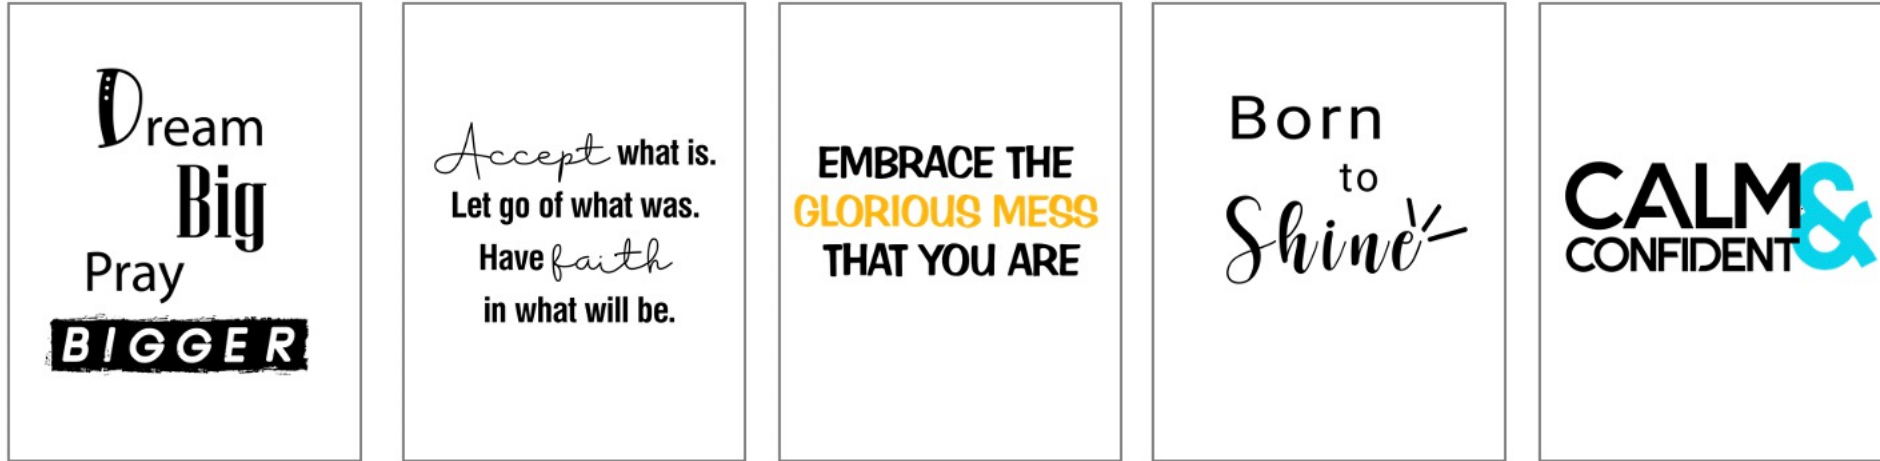 Dream
Big
Pray
BIGGER
Accept what is.
Let go of what was.
Have faith
in what will be.
EMBRACE THE
GLORIOUS MESS
THAT YOU ARE
Born
to
Shine
CALM &
CONFIDENT